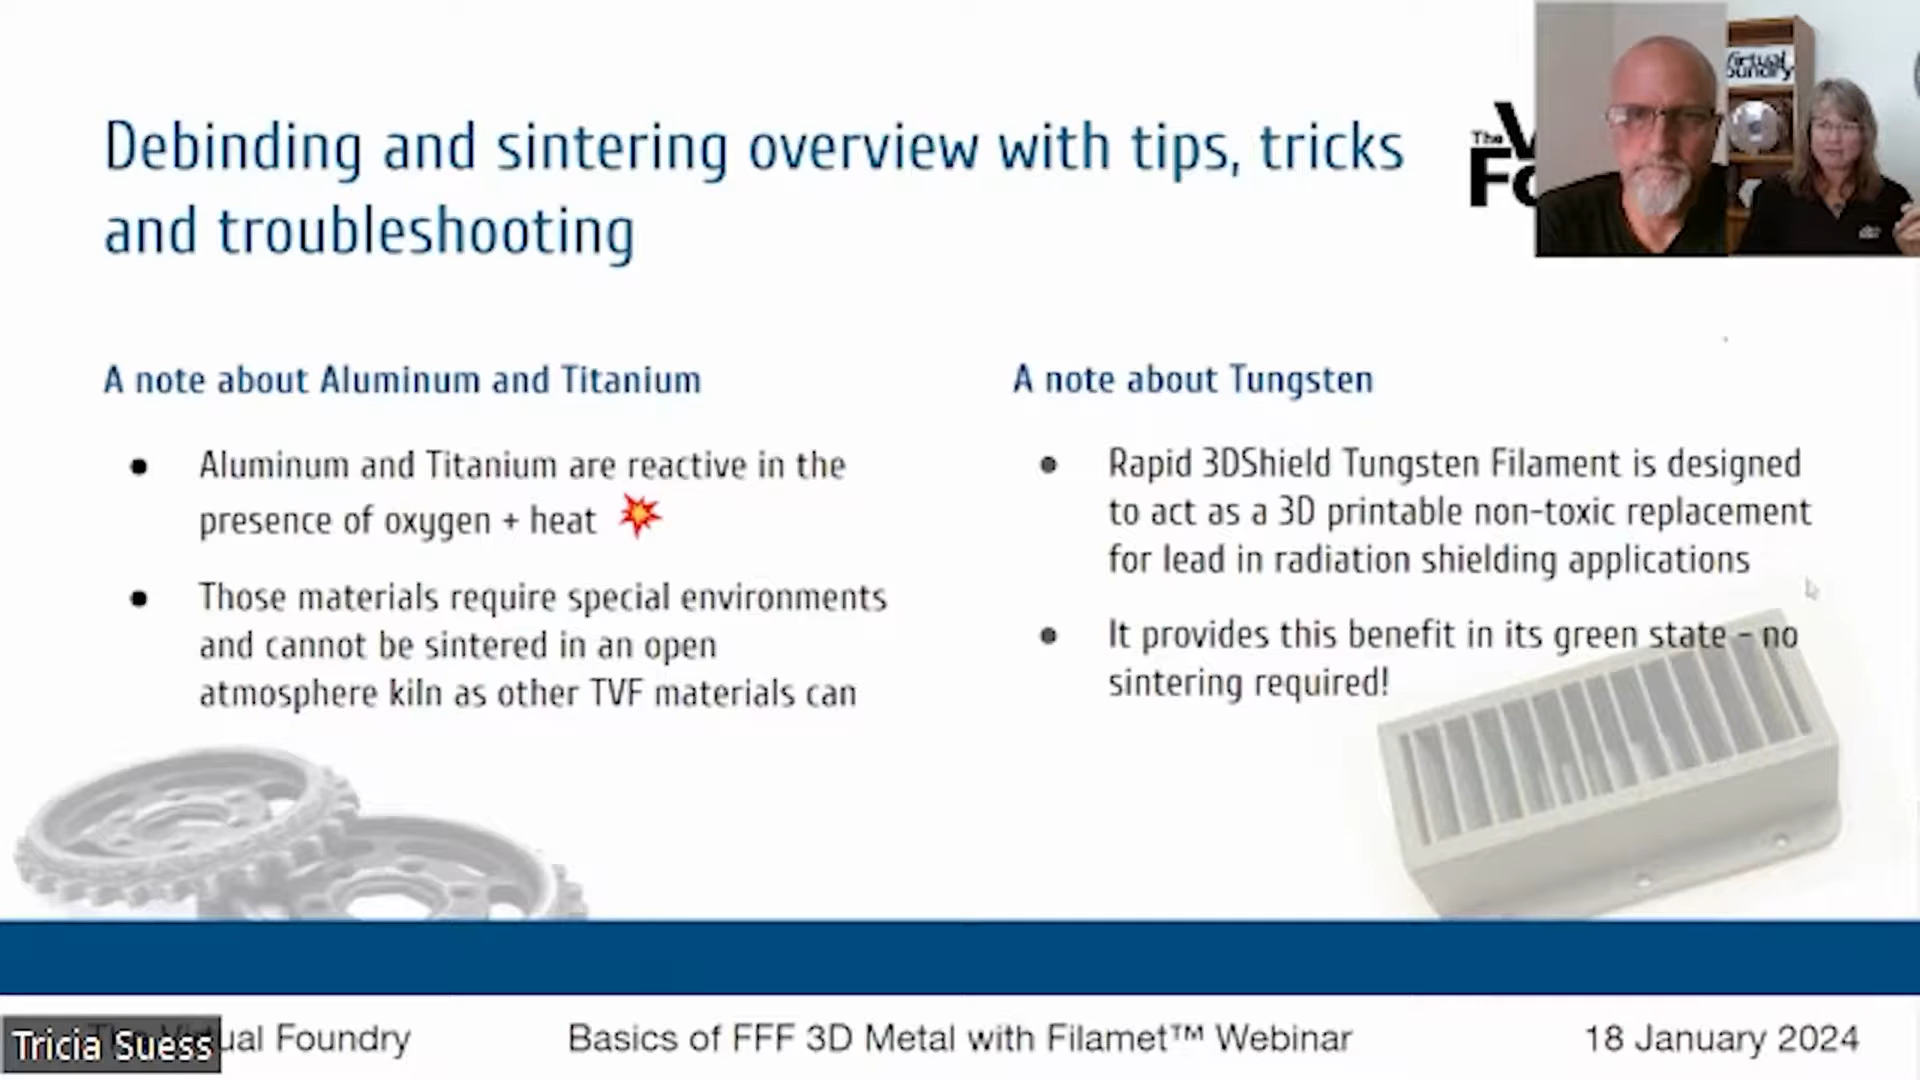 Debinding and sintering overview with tips, tricks
and troubleshooting
The
Virtual
A note about Aluminum and Titanium
• Aluminum and Titanium are reactive in the
presence of oxygen + heat 💥
• Those materials require special environments
and cannot be sintered in an open
atmosphere kiln as other TVF materials can
A note about Tungsten
• Rapid 3DShield Tungsten Filament is designed
to act as a 3D printable non-toxic replacement
for lead in radiation shielding applications
• It provides this benefit in its green state – no
sintering required!
Tricia Suess
ual Foundry
Basics of FFF 3D Metal with Filamet™ Webinar
18 January 2024